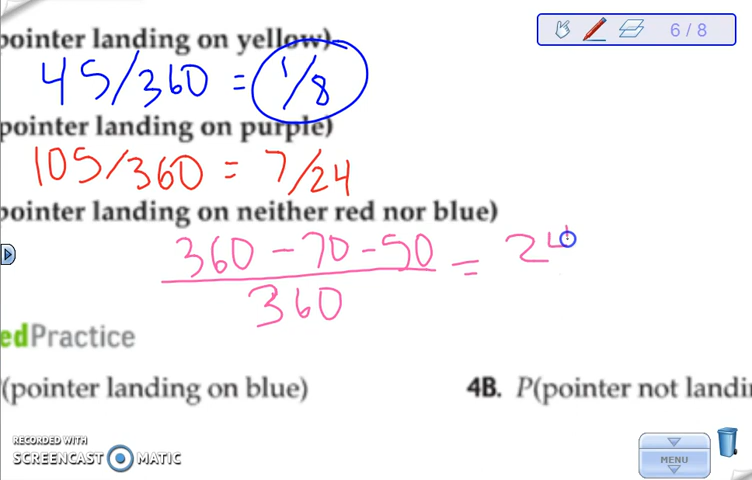 pointer landing on yellow)
6 / 8
45/360 = 1/8
pointer landing on purple)
105/360 = 7/24
pointer landing on neither red nor blue)
360 - 70 - 50
360
= 240
edPractice
(pointer landing on blue)
4B. P(pointer not landi
RECORDED WITH
SCREENCAST MATIC
MENU